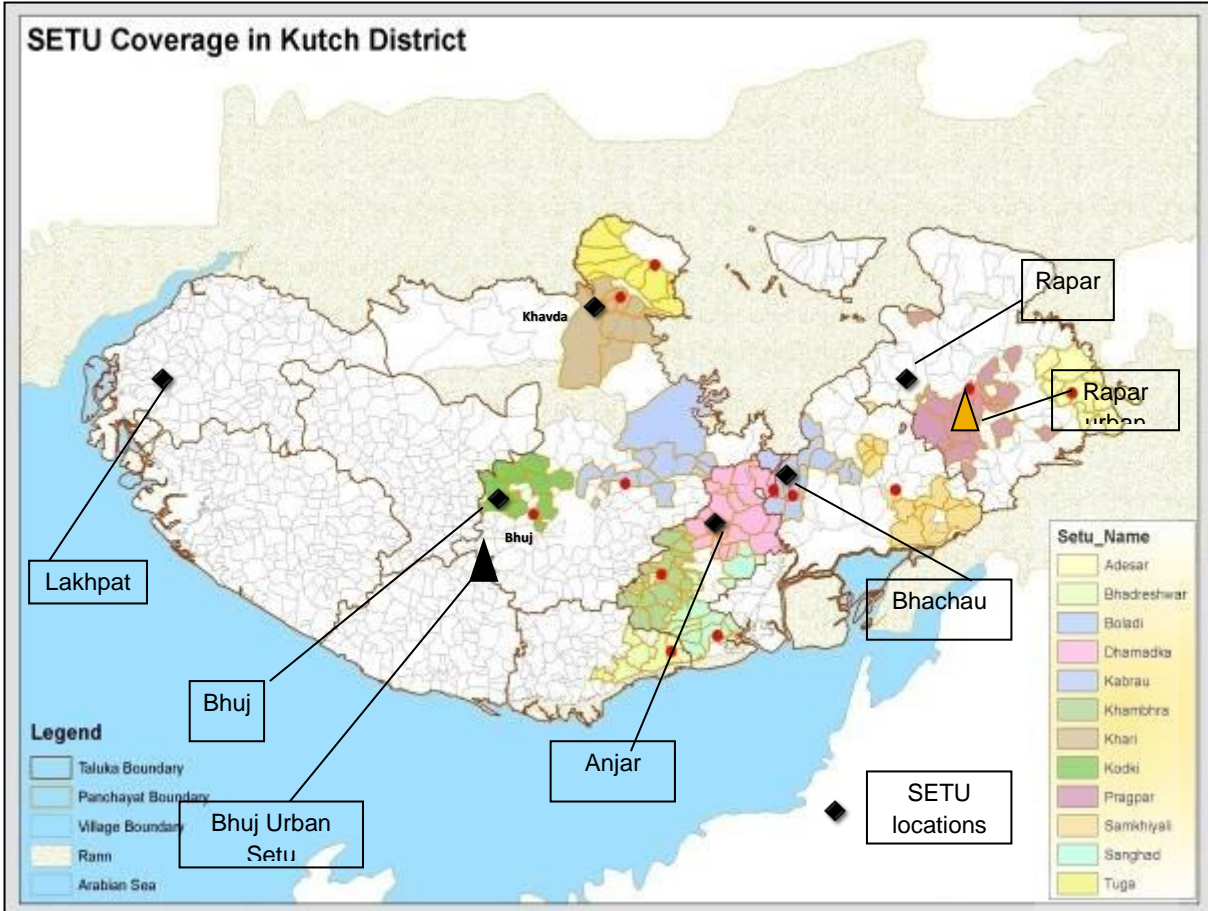 SETU Coverage in Kutch District
Khavda
Rapar
Rapar
urban
Lakhpat
Bhuj
Bhachau
Bhuj
Anjar
Bhuj Urban
Setu
SETU
locations
Legend
Taluka Boundary
Panchayat Boundary
Village Boundary
Rann
Arabian Sea
Setu_Name
Adesar
Bhadreshwar
Boladi
Dhamadka
Kabrau
Khambhra
Khari
Kodki
Pragpar
Samkhiyali
Sanghad
Tuga